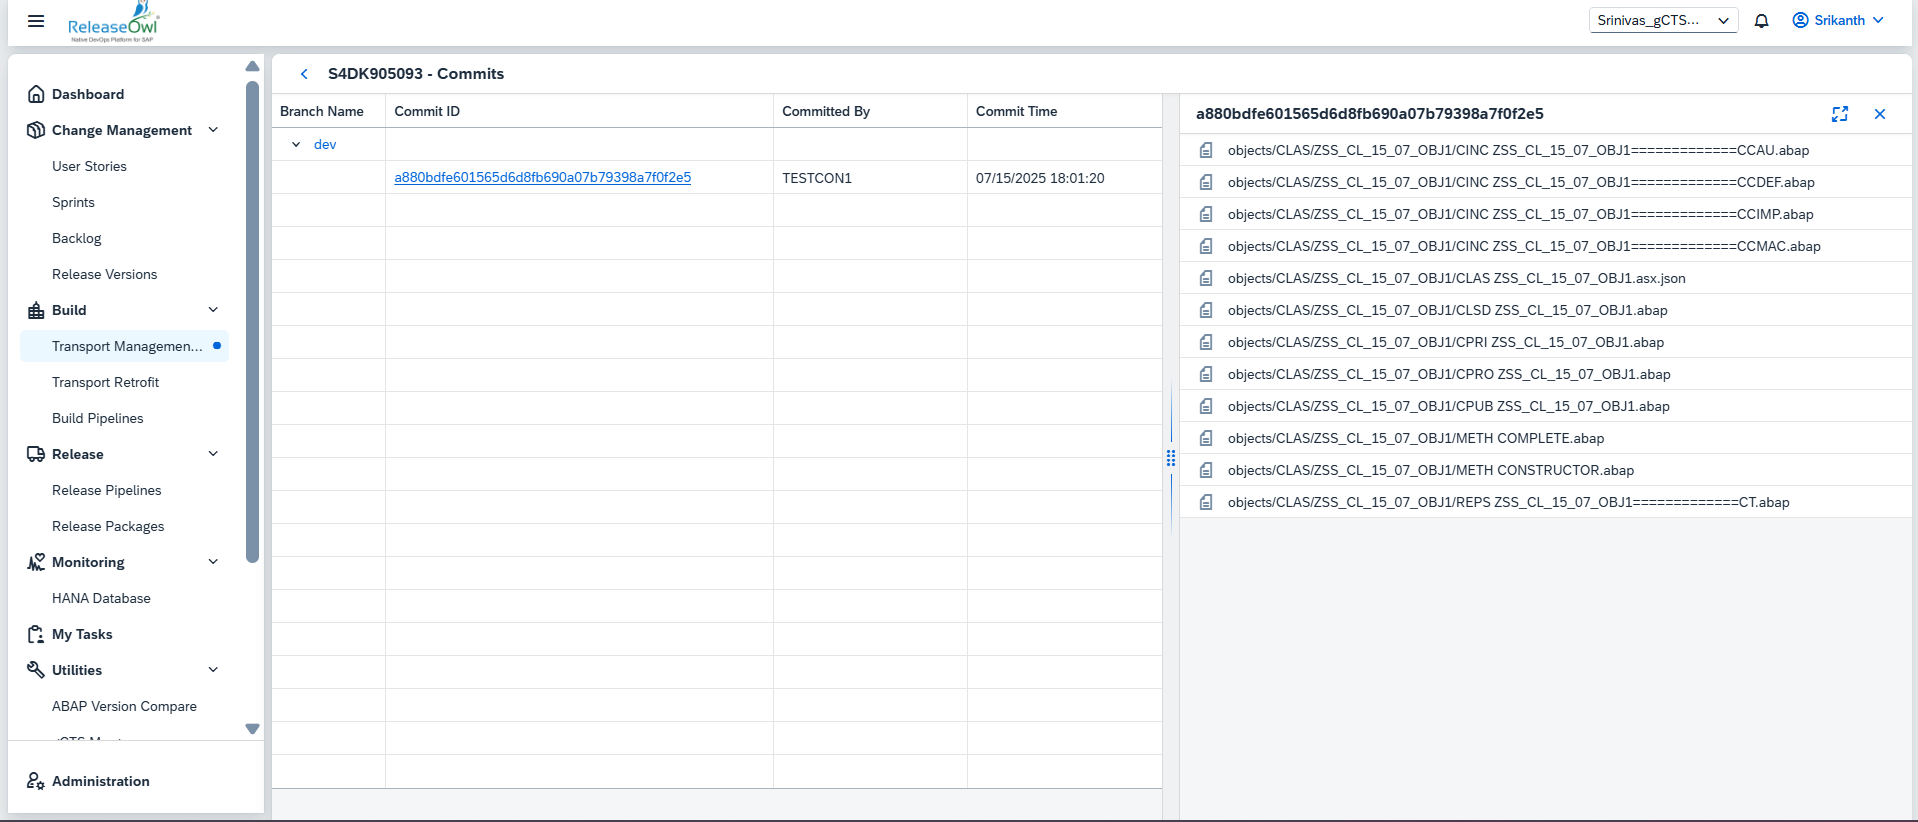 ReleaseOwl
Native DevOps Platform for SAP
Srinivas_gCTS...
Srikanth
Dashboard
Change Management
User Stories
Sprints
Backlog
Release Versions
Build
Transport Managemen...
Transport Retrofit
Build Pipelines
Release
Release Pipelines
Release Packages
Monitoring
HANA Database
My Tasks
Utilities
ABAP Version Compare
Administration
S4DK905093 - Commits
Branch Name Commit ID Committed By Commit Time
dev
a880bdfe601565d6d8fb690a07b79398a7f0f2e5 TESTCON1 07/15/2025 18:01:20
a880bdfe601565d6d8fb690a07b79398a7f0f2e5
objects/CLAS/ZSS_CL_15_07_OBJ1/CINC ZSS_CL_15_07_OBJ1=============CCAU.abap
objects/CLAS/ZSS_CL_15_07_OBJ1/CINC ZSS_CL_15_07_OBJ1=============CCDEF.abap
objects/CLAS/ZSS_CL_15_07_OBJ1/CINC ZSS_CL_15_07_OBJ1=============CCIMP.abap
objects/CLAS/ZSS_CL_15_07_OBJ1/CINC ZSS_CL_15_07_OBJ1=============CCMAC.abap
objects/CLAS/ZSS_CL_15_07_OBJ1/CLAS ZSS_CL_15_07_OBJ1.asx.json
objects/CLAS/ZSS_CL_15_07_OBJ1/CLSD ZSS_CL_15_07_OBJ1.abap
objects/CLAS/ZSS_CL_15_07_OBJ1/CPRI ZSS_CL_15_07_OBJ1.abap
objects/CLAS/ZSS_CL_15_07_OBJ1/CPRO ZSS_CL_15_07_OBJ1.abap
objects/CLAS/ZSS_CL_15_07_OBJ1/CPUB ZSS_CL_15_07_OBJ1.abap
objects/CLAS/ZSS_CL_15_07_OBJ1/METH COMPLETE.abap
objects/CLAS/ZSS_CL_15_07_OBJ1/METH CONSTRUCTOR.abap
objects/CLAS/ZSS_CL_15_07_OBJ1/REPS ZSS_CL_15_07_OBJ1=============CT.abap